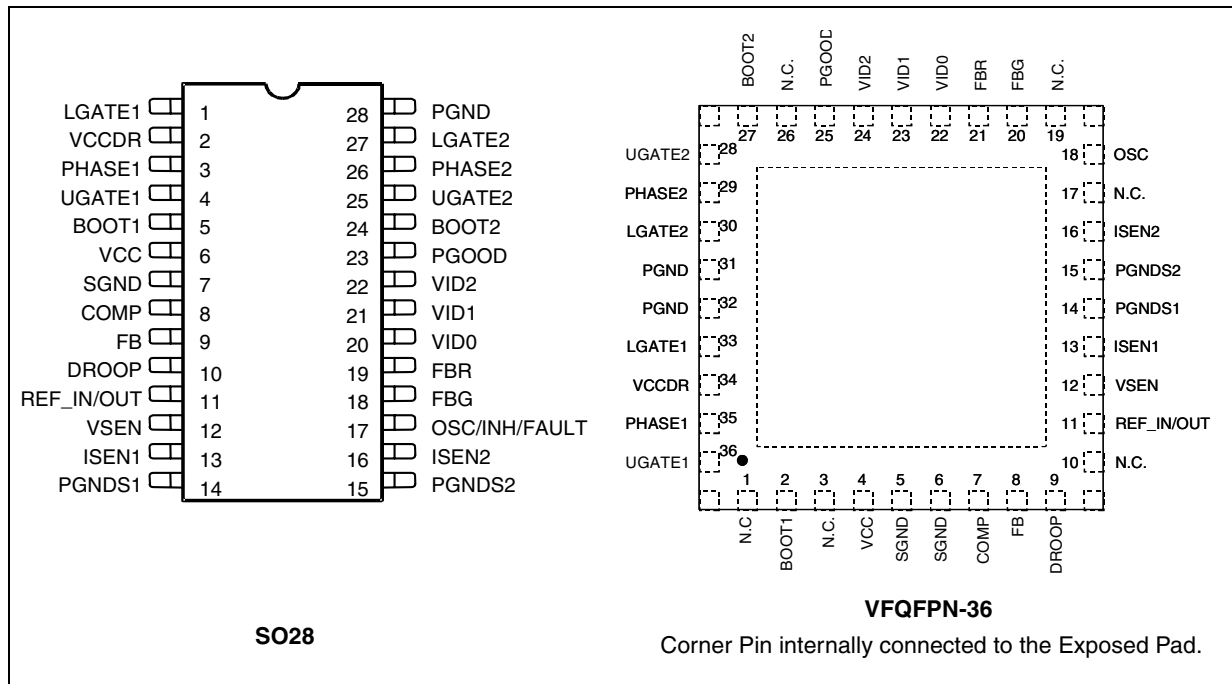 LGATE1 1 28 PGND
VCCDR 2 27 LGATE2
PHASE1 3 26 PHASE2
UGATE1 4 25 UGATE2
BOOT1 5 24 BOOT2
VCC 6 23 PGOOD
SGND 7 22 VID2
COMP 8 21 VID1
FB 9 20 VID0
DROOP 10 19 FBR
REF_IN/OUT 11 18 FBG
VSEN 12 17 OSC/INH/FAULT
ISEN1 13 16 ISEN2
PGNDS1 14 15 PGNDS2
SO28
BOOT2 N.C. PGOOD VID2 VID1 VID0 FBR FBG N.C.
27 26 25 24 23 22 21 20 19
UGATE2 28 18 OSC
PHASE2 29 17 N.C.
LGATE2 30 16 ISEN2
PGND 31 15 PGNDS2
PGND 32 14 PGNDS1
LGATE1 33 13 ISEN1
VCCDR 34 12 VSEN
PHASE1 35 11 REF_IN/OUT
UGATE1 36 10 N.C.
1 2 3 4 5 6 7 8 9
N.C BOOT1 N.C. VCC SGND SGND COMP FB DROOP
VFQFPN-36
Corner Pin internally connected to the Exposed Pad.